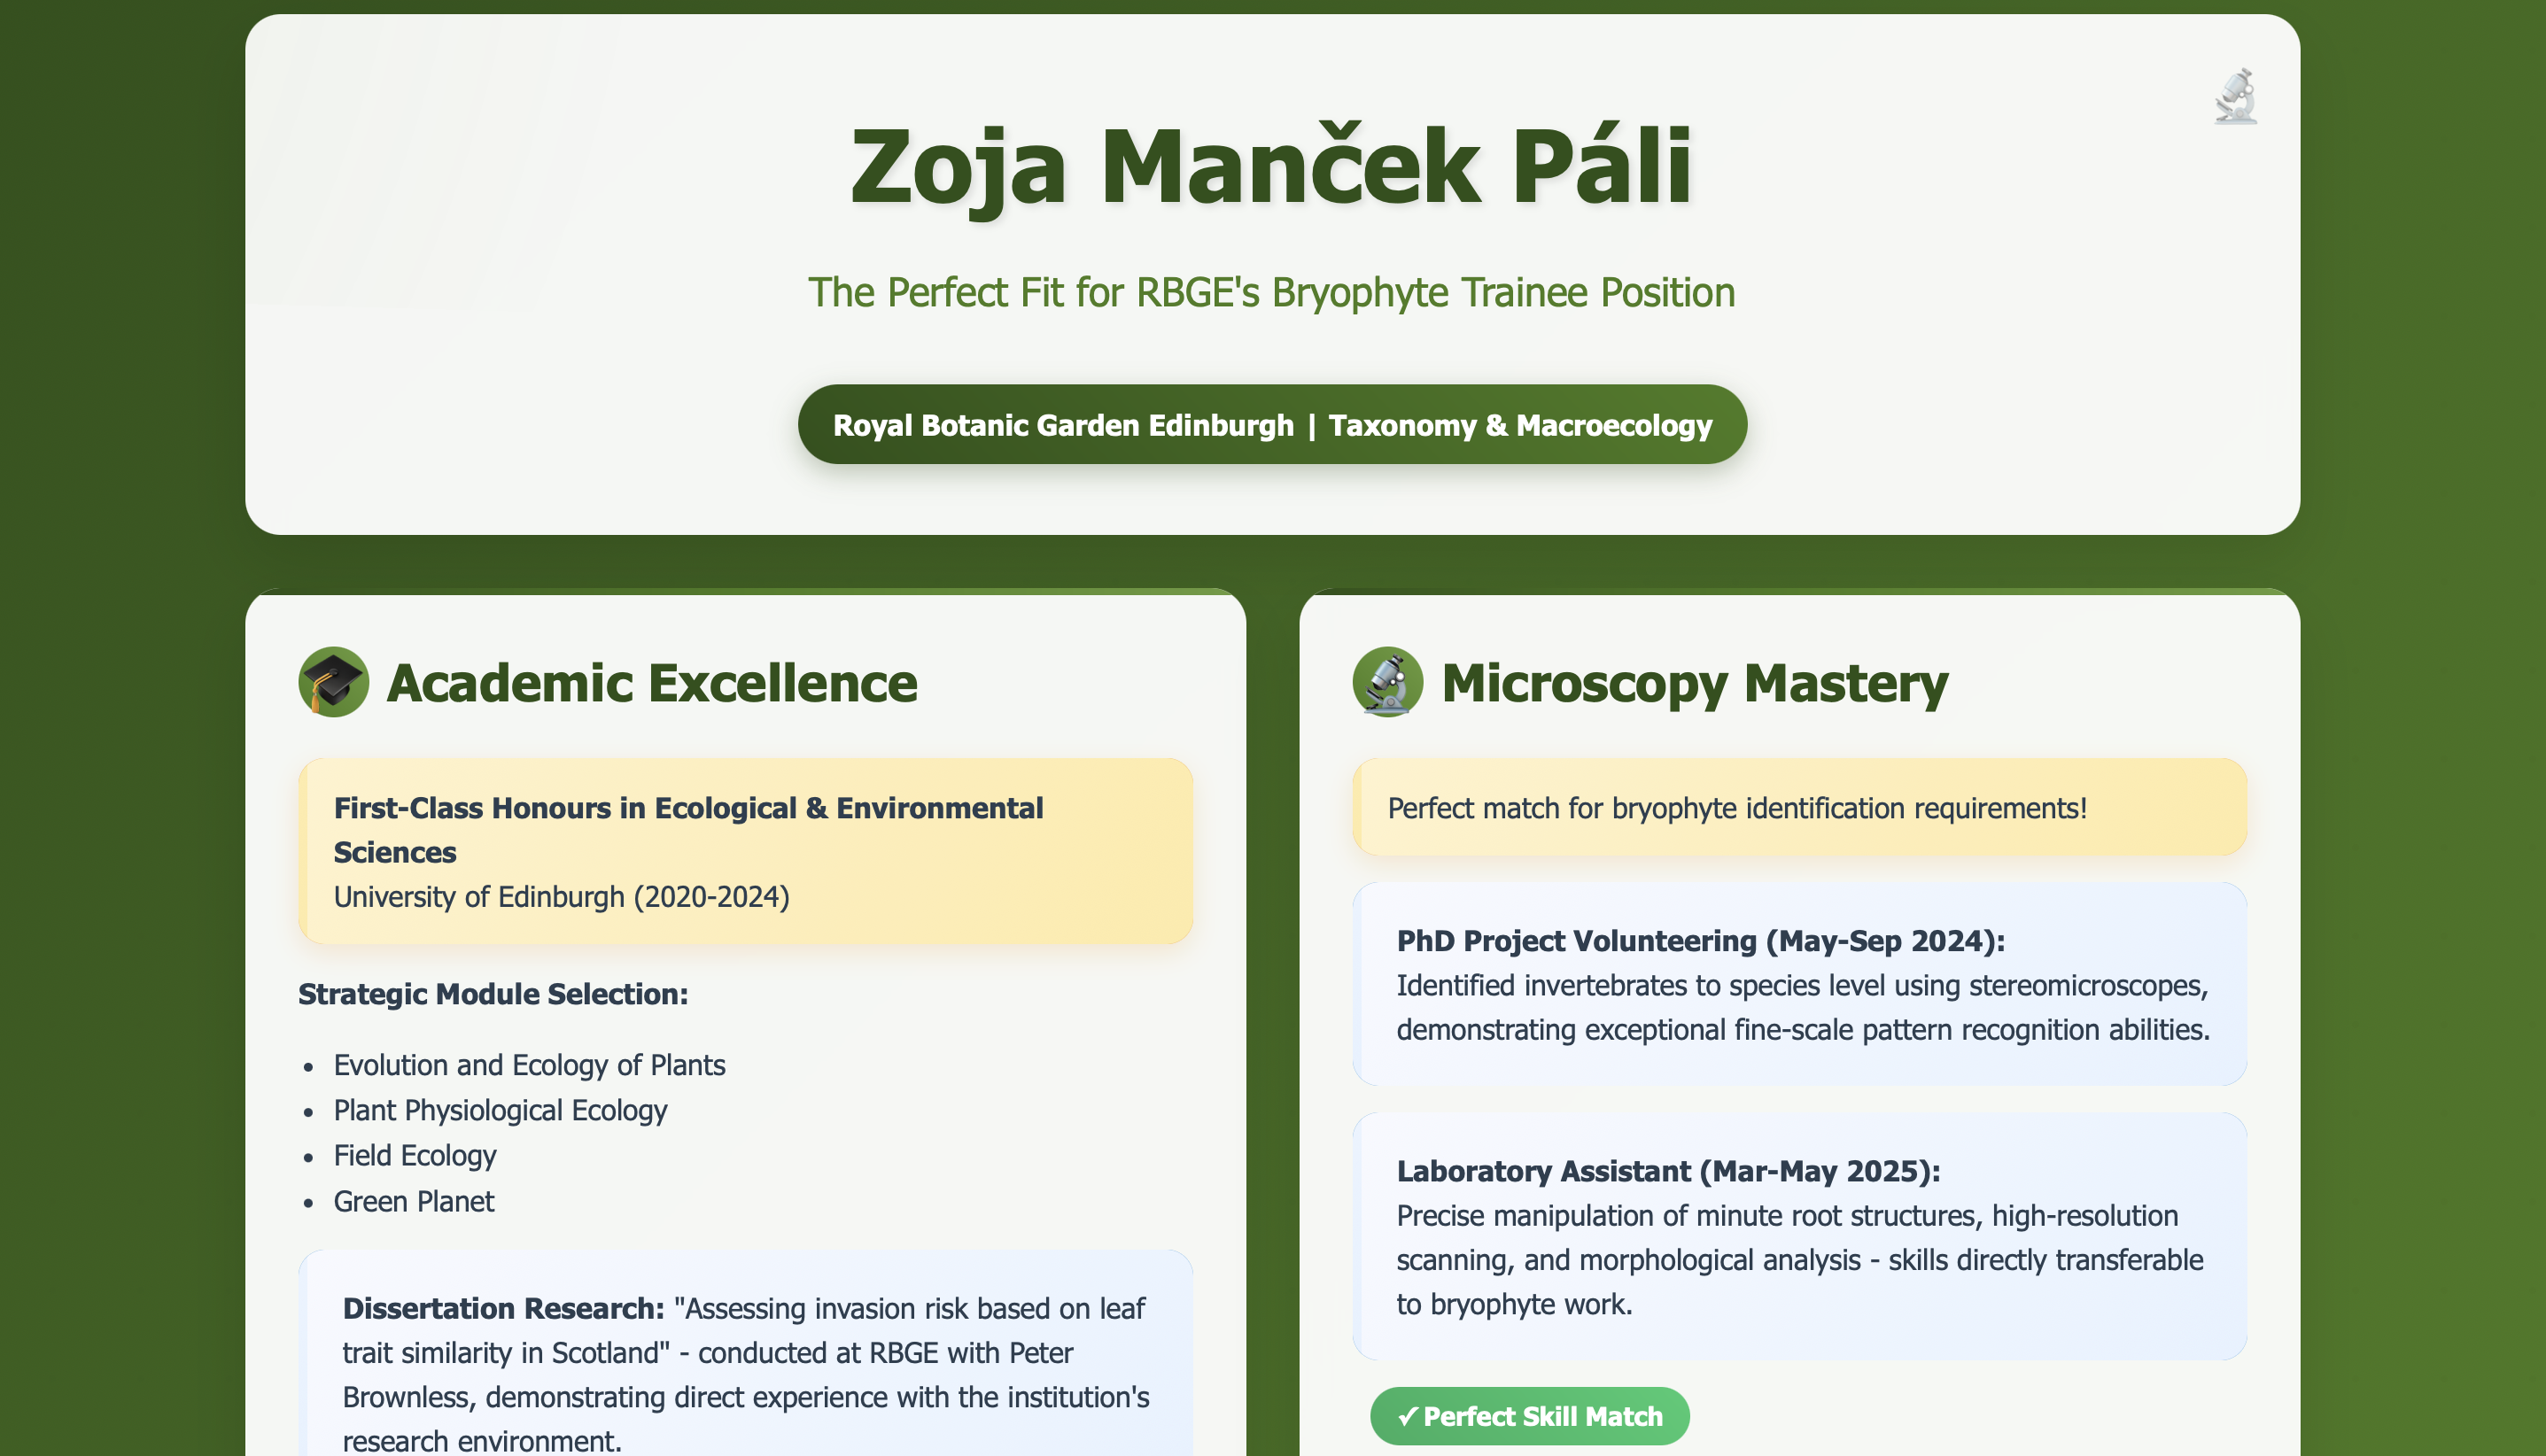 Zoja Manček Páli
The Perfect Fit for RBGE's Bryophyte Trainee Position
Royal Botanic Garden Edinburgh | Taxonomy & Macroecology
Academic Excellence
First-Class Honours in Ecological & Environmental
Sciences
University of Edinburgh (2020-2024)
Strategic Module Selection:
• Evolution and Ecology of Plants
• Plant Physiological Ecology
• Field Ecology
• Green Planet
Dissertation Research: "Assessing invasion risk based on leaf
trait similarity in Scotland" - conducted at RBGE with Peter
Brownless, demonstrating direct experience with the institution's
research environment.
Microscopy Mastery
Perfect match for bryophyte identification requirements!
PhD Project Volunteering (May-Sep 2024):
Identified invertebrates to species level using stereomicroscopes,
demonstrating exceptional fine-scale pattern recognition abilities.
Laboratory Assistant (Mar-May 2025):
Precise manipulation of minute root structures, high-resolution
scanning, and morphological analysis - skills directly transferable
to bryophyte work.
✓ Perfect Skill Match